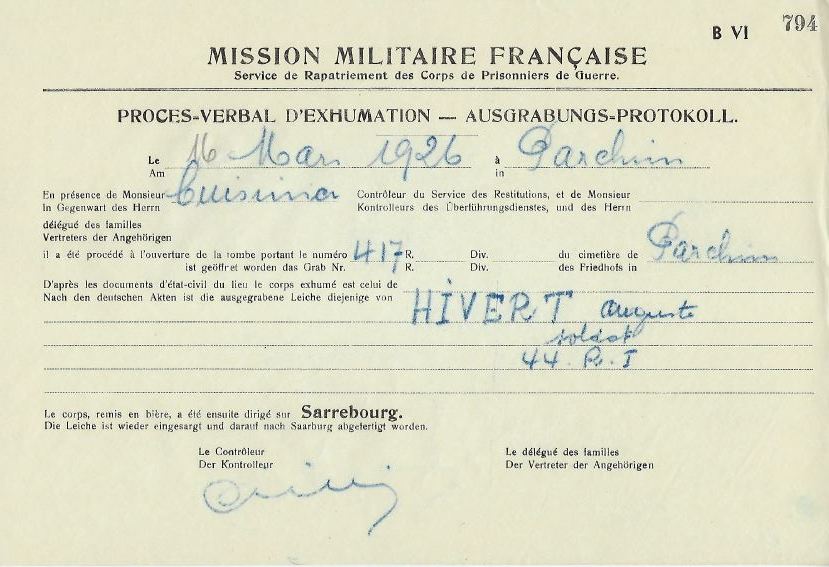 B VI 794
MISSION MILITAIRE FRANÇAISE
Service de Rapatriement des Corps de Prisonniers de Guerre.
PROCES-VERBAL D'EXHUMATION — AUSGRABUNGS-PROTOKOLL.
Le 16 Mars 1926 à Parchim
Am in
En présence de Monsieur Contrôleur du Service des Restitutions, et de Monsieur
In Gegenwart des Herrn Kontrolleurs des Überführungsdienstes, und des Herrn
délégué des familles
Vertreters der Angehörigen
il a été procédé à l'ouverture de la tombe portant le numéro 417 R. Div. du cimetière de Parchim
ist geöffnet worden das Grab Nr. R. Div. des Friedhofs in
D'après les documents d'état-civil du lieu le corps exhumé est celui de
Nach den deutschen Akten ist die ausgegrabene Leiche diejenige von
HIVERT Auguste
soldat
44. R. I
Le corps, remis en bière, a été ensuite dirigé sur Sarrebourg.
Die Leiche ist wieder eingesargt und darauf nach Saarburg abgefertigt worden.
Le Contrôleur Le délégué des familles
Der Kontrolleur Der Vertreter der Angehörigen